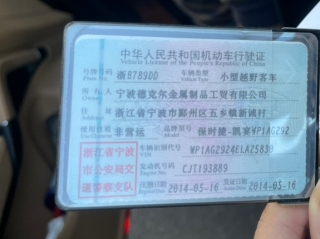 中华人民共和国机动车行驶证
Vehicle License of the People's Republic of China
号牌号码 浙B7890D 车辆类型 小型越野客车
所有人 宁波德克尔金属制品工贸有限公司
住址 浙江省宁波市鄞州区五乡镇新诚村
使用性质 非营运 品牌型号 保时捷-凯宴WP1AG292
浙江省宁波 车辆识别代号 WP1AG2924ELA25838
VIN
市公安局交 发动机号码 CJT193889
Engine No.
通警察支队 注册日期 2014-05-16 发证日期 2014-05-16